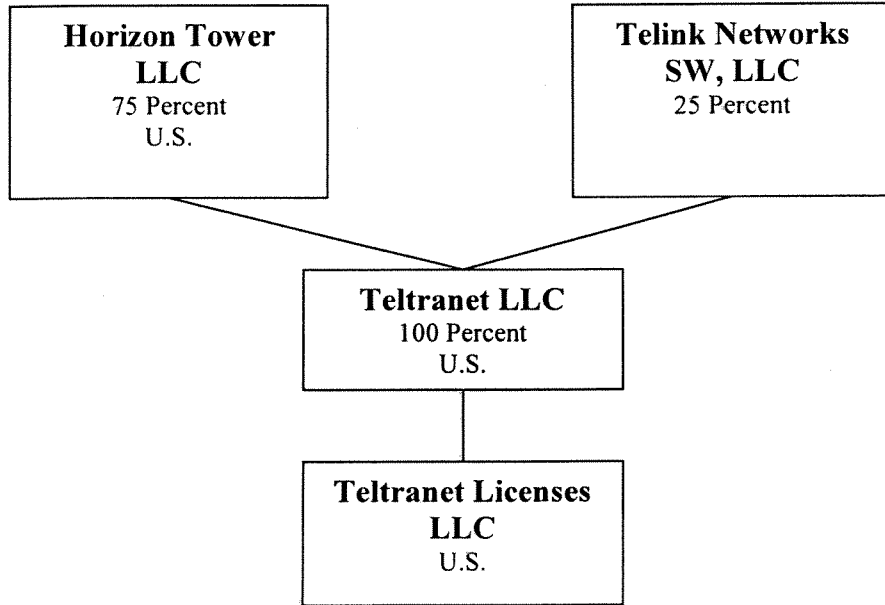 Horizon Tower
LLC
75 Percent
U.S.
Telink Networks
SW, LLC
25 Percent
Teltranet LLC
100 Percent
U.S.
Teltranet Licenses
LLC
U.S.